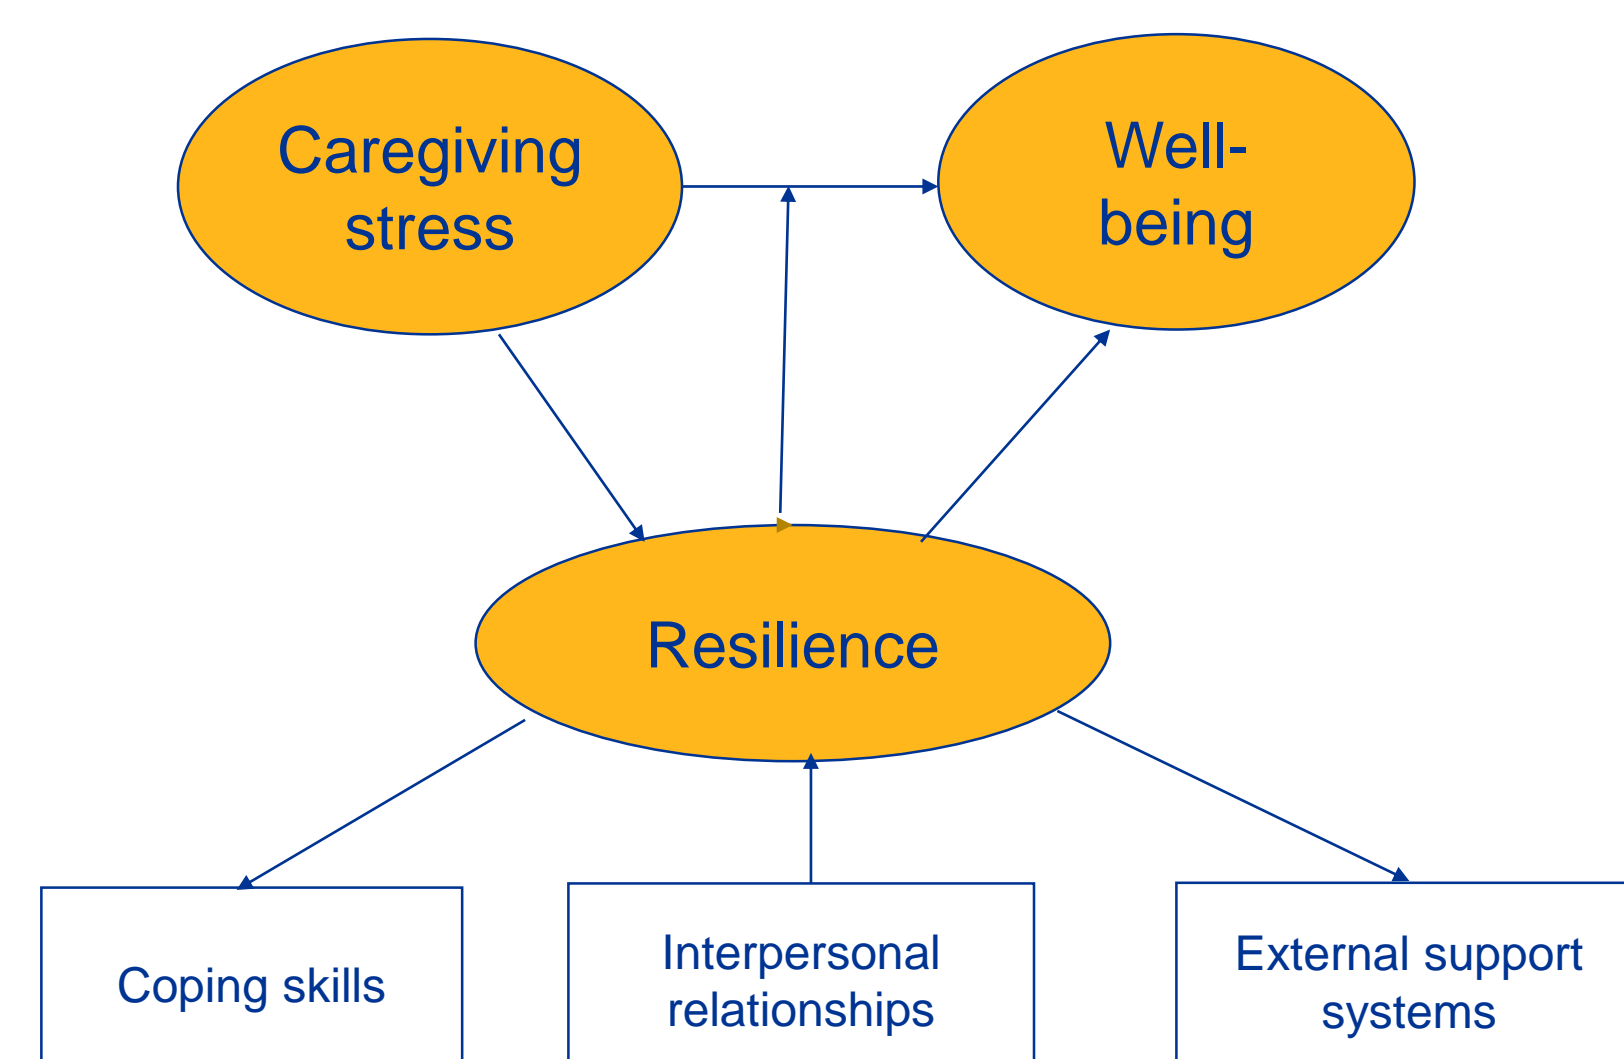 Caregiving
stress
Well-
being
Resilience
Coping skills
Interpersonal
relationships
External support
systems